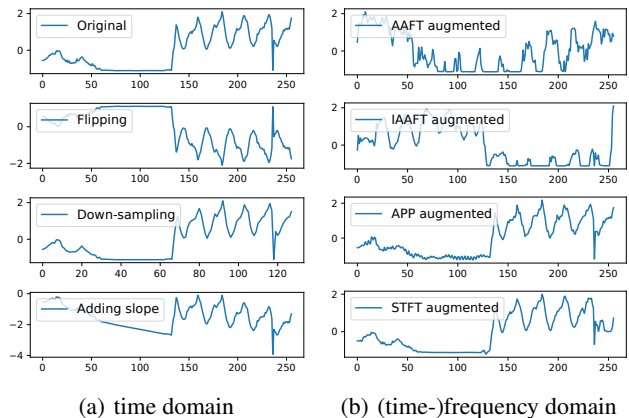 Original
2
0
0 50 100 150 200 250
Flipping
0
−2
0 50 100 150 200 250
Down-sampling
2
0
0 20 40 60 80 100 120
Adding slope
0
−2
−4
0 50 100 150 200 250
(a) time domain
AAFT augmented
2
0
0 50 100 150 200 250
IAAFT augmented
2
0
0 50 100 150 200 250
APP augmented
2
0
0 50 100 150 200 250
STFT augmented
2
0
0 50 100 150 200 250
(b) (time-)frequency domain